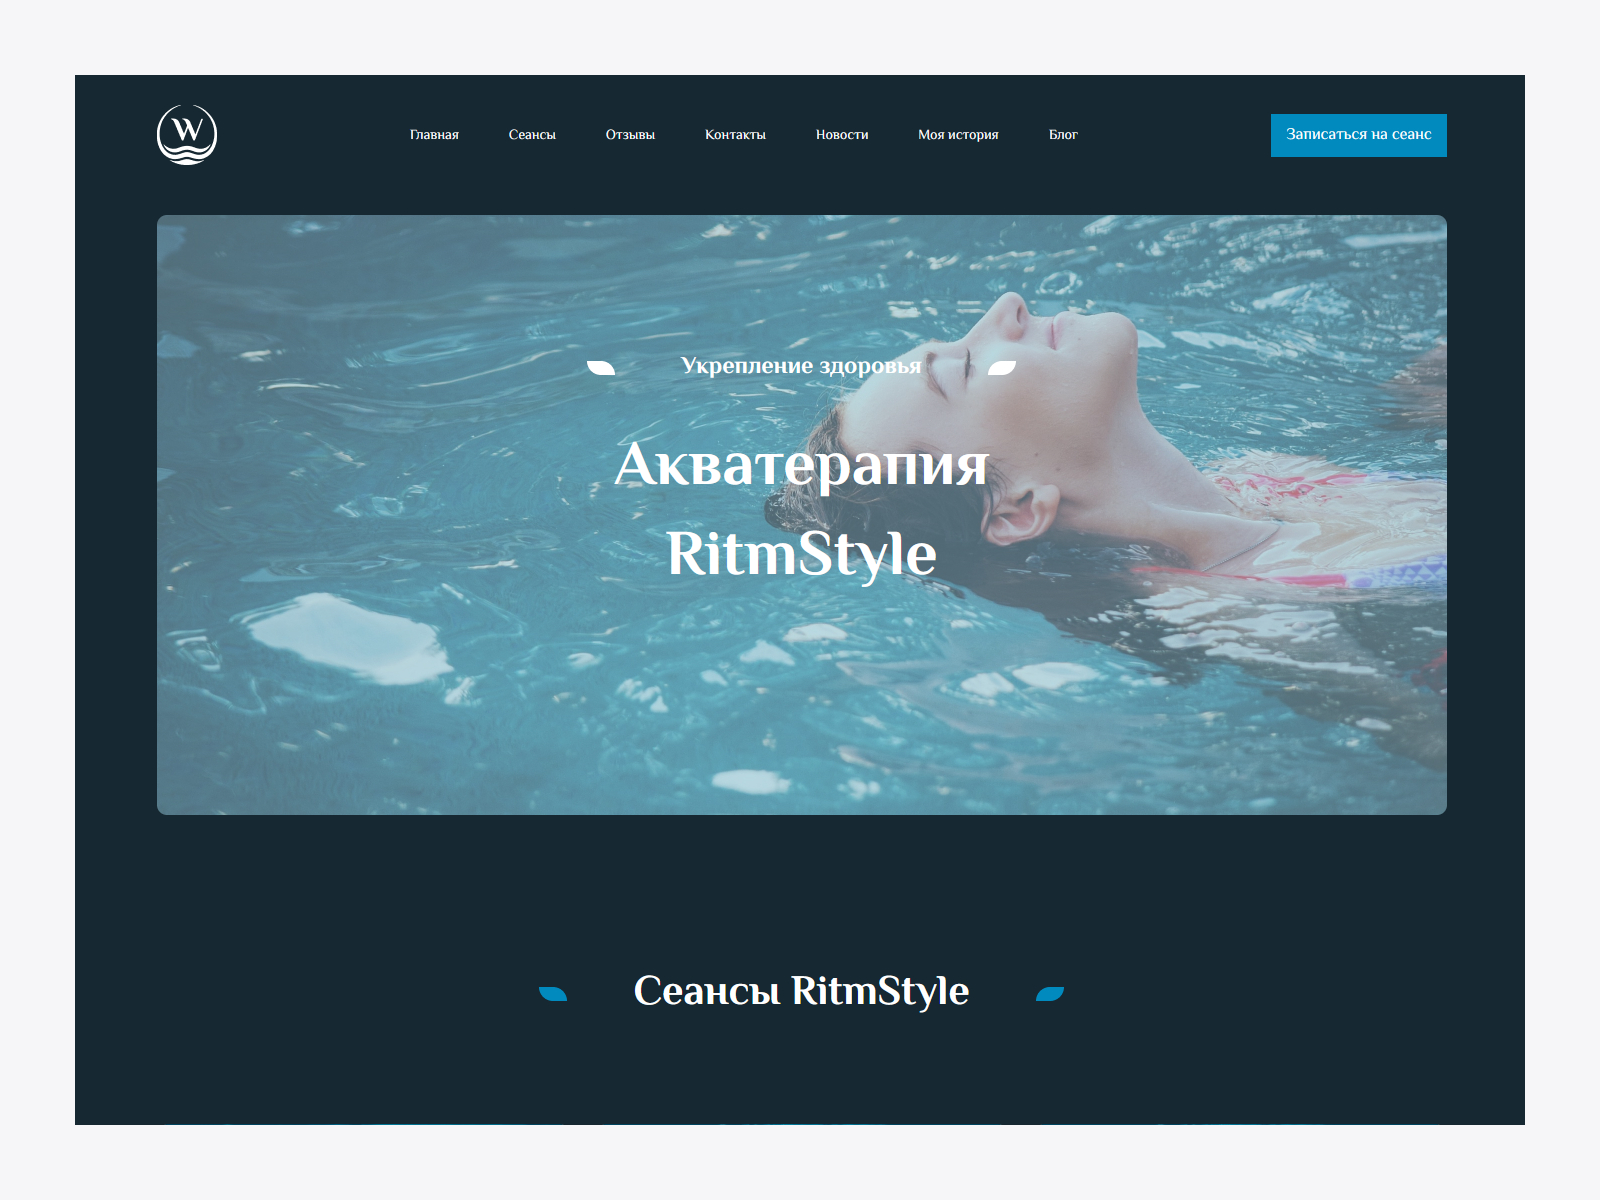 W
Главная
Сеансы
Отзывы
Контакты
Новости
Моя история
Блог
Записаться на сеанс
Укрепление здоровья
Акватерапия
RitmStyle
Сеансы RitmStyle